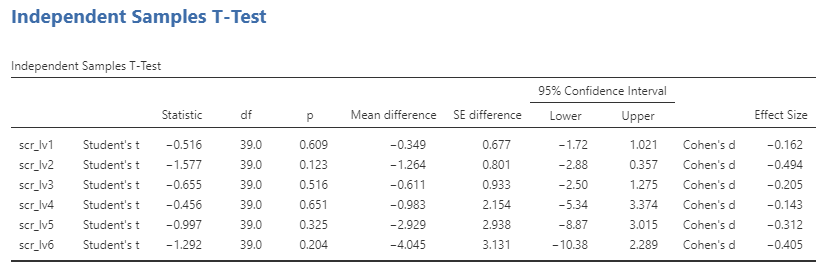 Independent Samples T-Test
Independent Samples T-Test
95% Confidence Interval
Statistic df p Mean difference SE difference Lower Upper Effect Size
scr_lv1 Student's t −0.516 39.0 0.609 −0.349 0.677 −1.72 1.021 Cohen's d −0.162
scr_lv2 Student's t −1.577 39.0 0.123 −1.264 0.801 −2.88 0.357 Cohen's d −0.494
scr_lv3 Student's t −0.655 39.0 0.516 −0.611 0.933 −2.50 1.275 Cohen's d −0.205
scr_lv4 Student's t −0.456 39.0 0.651 −0.983 2.154 −5.34 3.374 Cohen's d −0.143
scr_lv5 Student's t −0.997 39.0 0.325 −2.929 2.938 −8.87 3.015 Cohen's d −0.312
scr_lv6 Student's t −1.292 39.0 0.204 −4.045 3.131 −10.38 2.289 Cohen's d −0.405